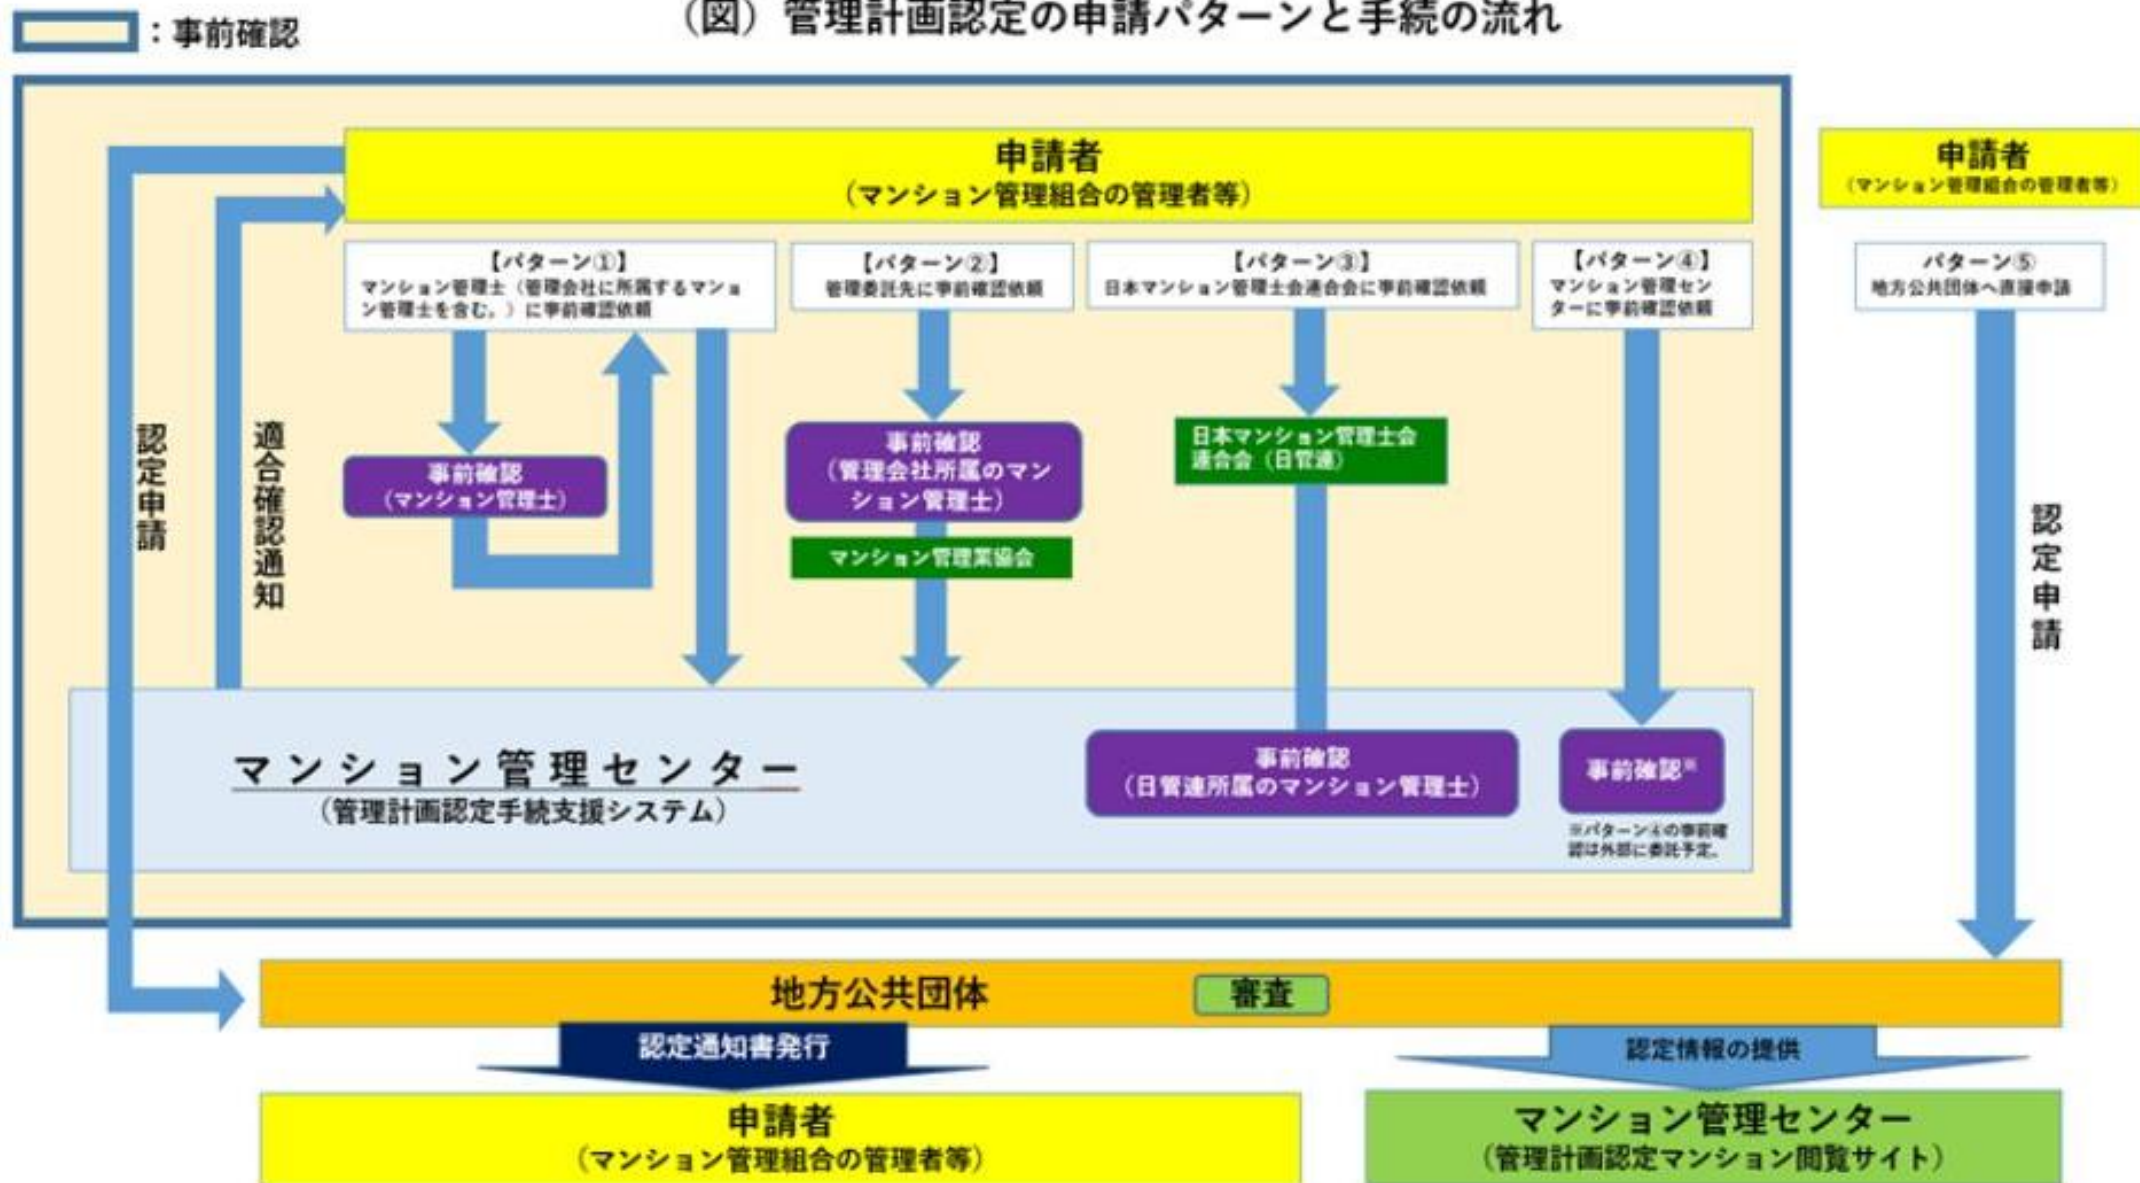 （図）管理計画認定の申請パターンと手続の流れ
：事前確認
申請者
（マンション管理組合の管理者等）
申請者
（マンション管理組合の管理者等）
【パターン①】
マンション管理士（管理会社に所属するマンショ
ン管理士を含む。）に事前確認依頼
【パターン②】
管理委託先に事前確認依頼
【パターン③】
日本マンション管理士会連合会に事前確認依頼
【パターン④】
マンション管理セン
ターに事前確認依頼
パターン⑤
地方公共団体へ直接申請
認定申請
適合確認通知
事前確認
（マンション管理士）
事前確認
（管理会社所属のマン
ション管理士）
マンション管理業協会
日本マンション管理士会
連合会（日管連）
認定申請
マンション管理センター
（管理計画認定手続支援システム）
事前確認
（日管連所属のマンション管理士）
事前確認※
※パターン④の事前確
認は外部に委託予定。
地方公共団体
審査
認定通知書発行
認定情報の提供
申請者
（マンション管理組合の管理者等）
マンション管理センター
（管理計画認定マンション閲覧サイト）